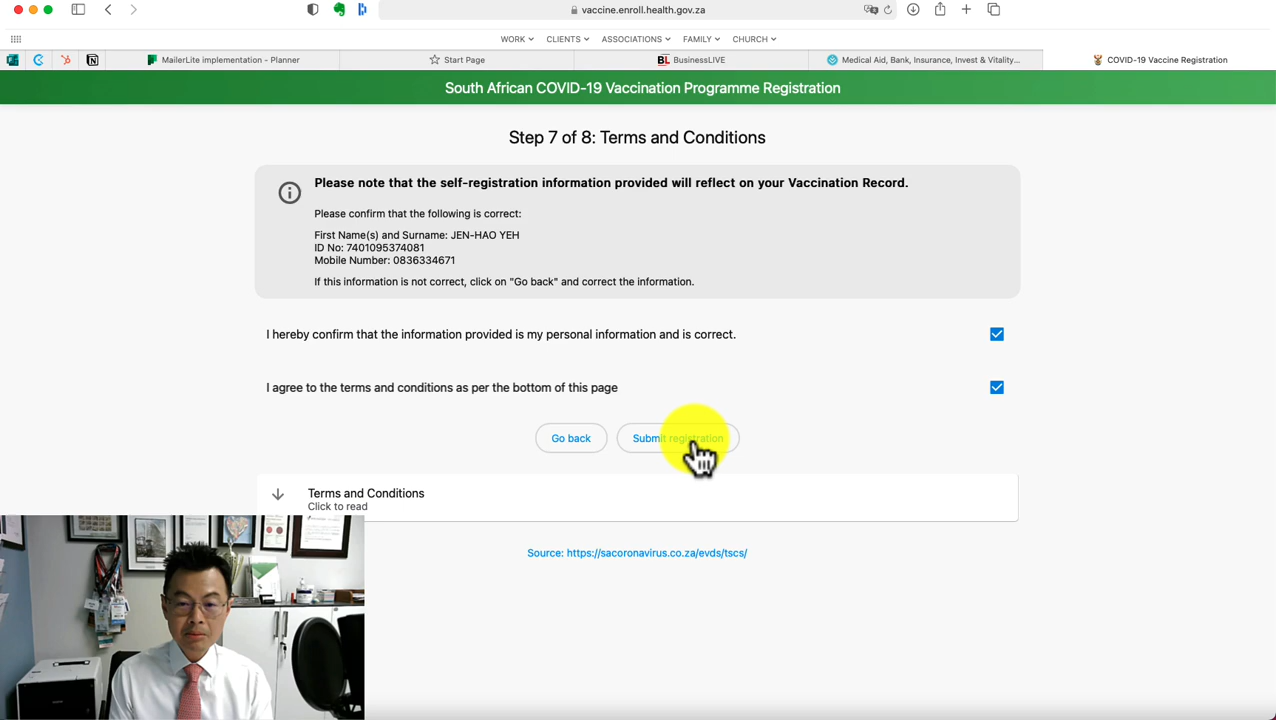 vaccine.enroll.health.gov.za
WORK CLIENTS ASSOCIATIONS FAMILY CHURCH
MailerLite implementation - Planner
Start Page
BL BusinessLIVE
Medical Aid, Bank, Insurance, Invest & Vitality...
COVID-19 Vaccine Registration
South African COVID-19 Vaccination Programme Registration
Step 7 of 8: Terms and Conditions
Please note that the self-registration information provided will reflect on your Vaccination Record.
Please confirm that the following is correct:
First Name(s) and Surname: JEN-HAO YEH
ID No: 7401095374081
Mobile Number: 0836334671
If this information is not correct, click on "Go back" and correct the information.
I hereby confirm that the information provided is my personal information and is correct.
I agree to the terms and conditions as per the bottom of this page
Go back
Submit registration
Terms and Conditions
Click to read
Source: https://sacoronavirus.co.za/evds/tscs/